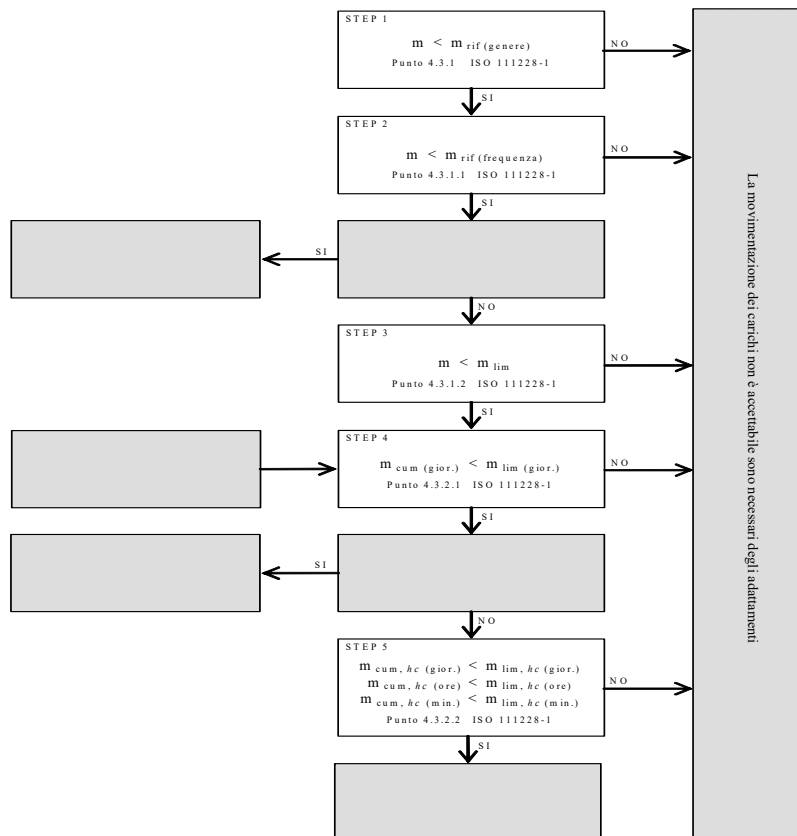 STEP 1
m < m rif (genere)
Punto 4.3.1 ISO 111228-1
NO
SI
STEP 2
m < m rif (frequenza)
Punto 4.3.1.1 ISO 111228-1
NO
SI
SI
NO
STEP 3
m < m lim
Punto 4.3.1.2 ISO 111228-1
NO
SI
STEP 4
m cum (gior.) < m lim (gior.)
Punto 4.3.2.1 ISO 111228-1
NO
SI
SI
NO
STEP 5
m cum, hc (gior.) < m lim, hc (gior.)
m cum, hc (ore) < m lim, hc (ore)
m cum, hc (min.) < m lim, hc (min.)
Punto 4.3.2.2 ISO 111228-1
NO
SI
La movimentazione dei carichi non è accettabile sono necessari degli adattamenti